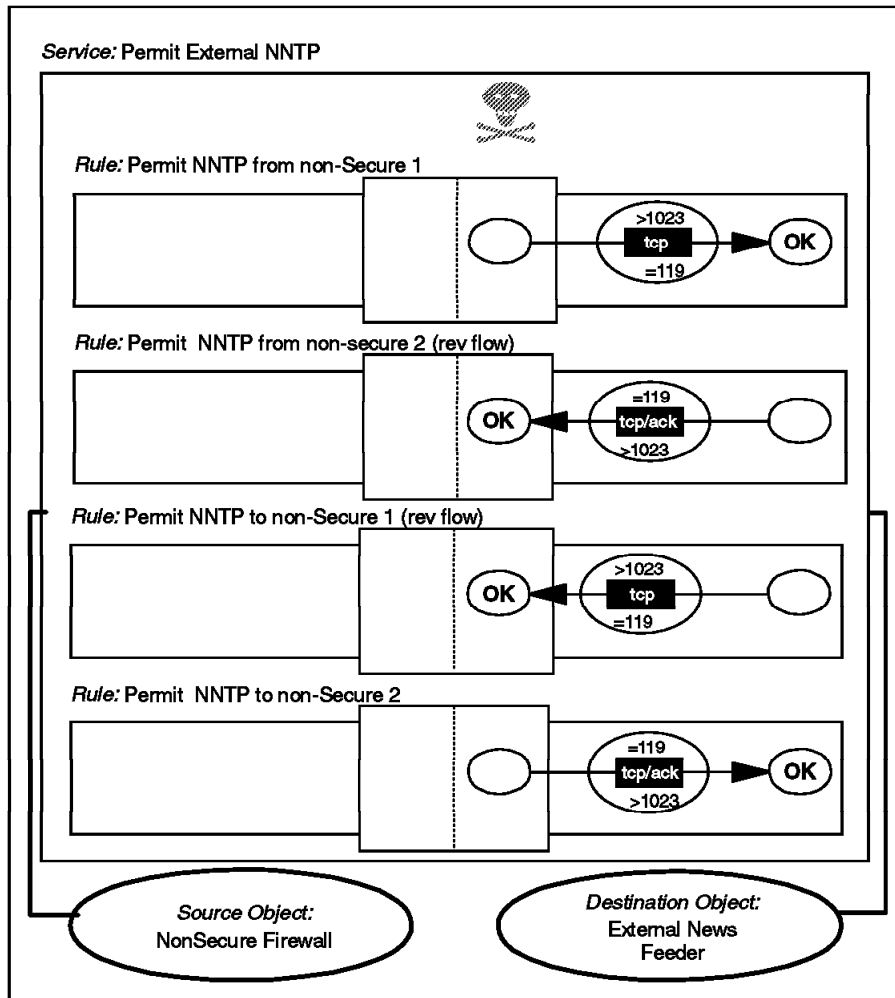 Service: Permit External NNTP
Rule: Permit NNTP from non-Secure 1
>1023
tcp
=119
OK
Rule: Permit NNTP from non-secure 2 (rev flow)
OK
=119
tcp/ack
>1023
Rule: Permit NNTP to non-Secure 1 (rev flow)
OK
>1023
tcp
=119
Rule: Permit NNTP to non-Secure 2
=119
tcp/ack
>1023
OK
Source Object:
NonSecure Firewall
Destination Object:
External News
Feeder